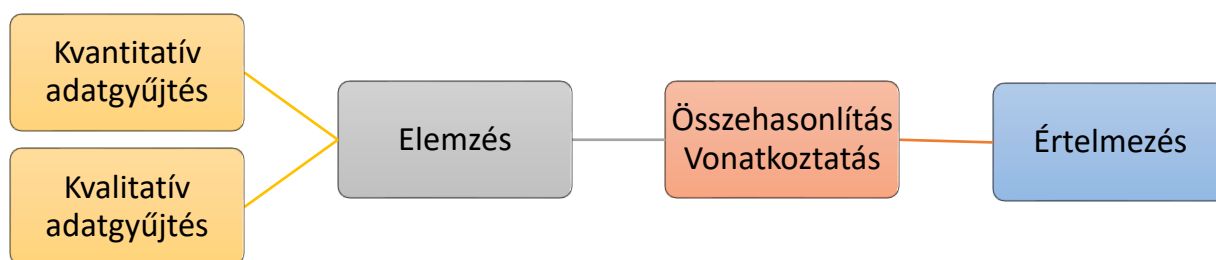 Kvantitatív
adatgyűjtés
Kvalitatív
adatgyűjtés
Elemzés
Összehasonlítás
Vonatkoztatás
Értelmezés